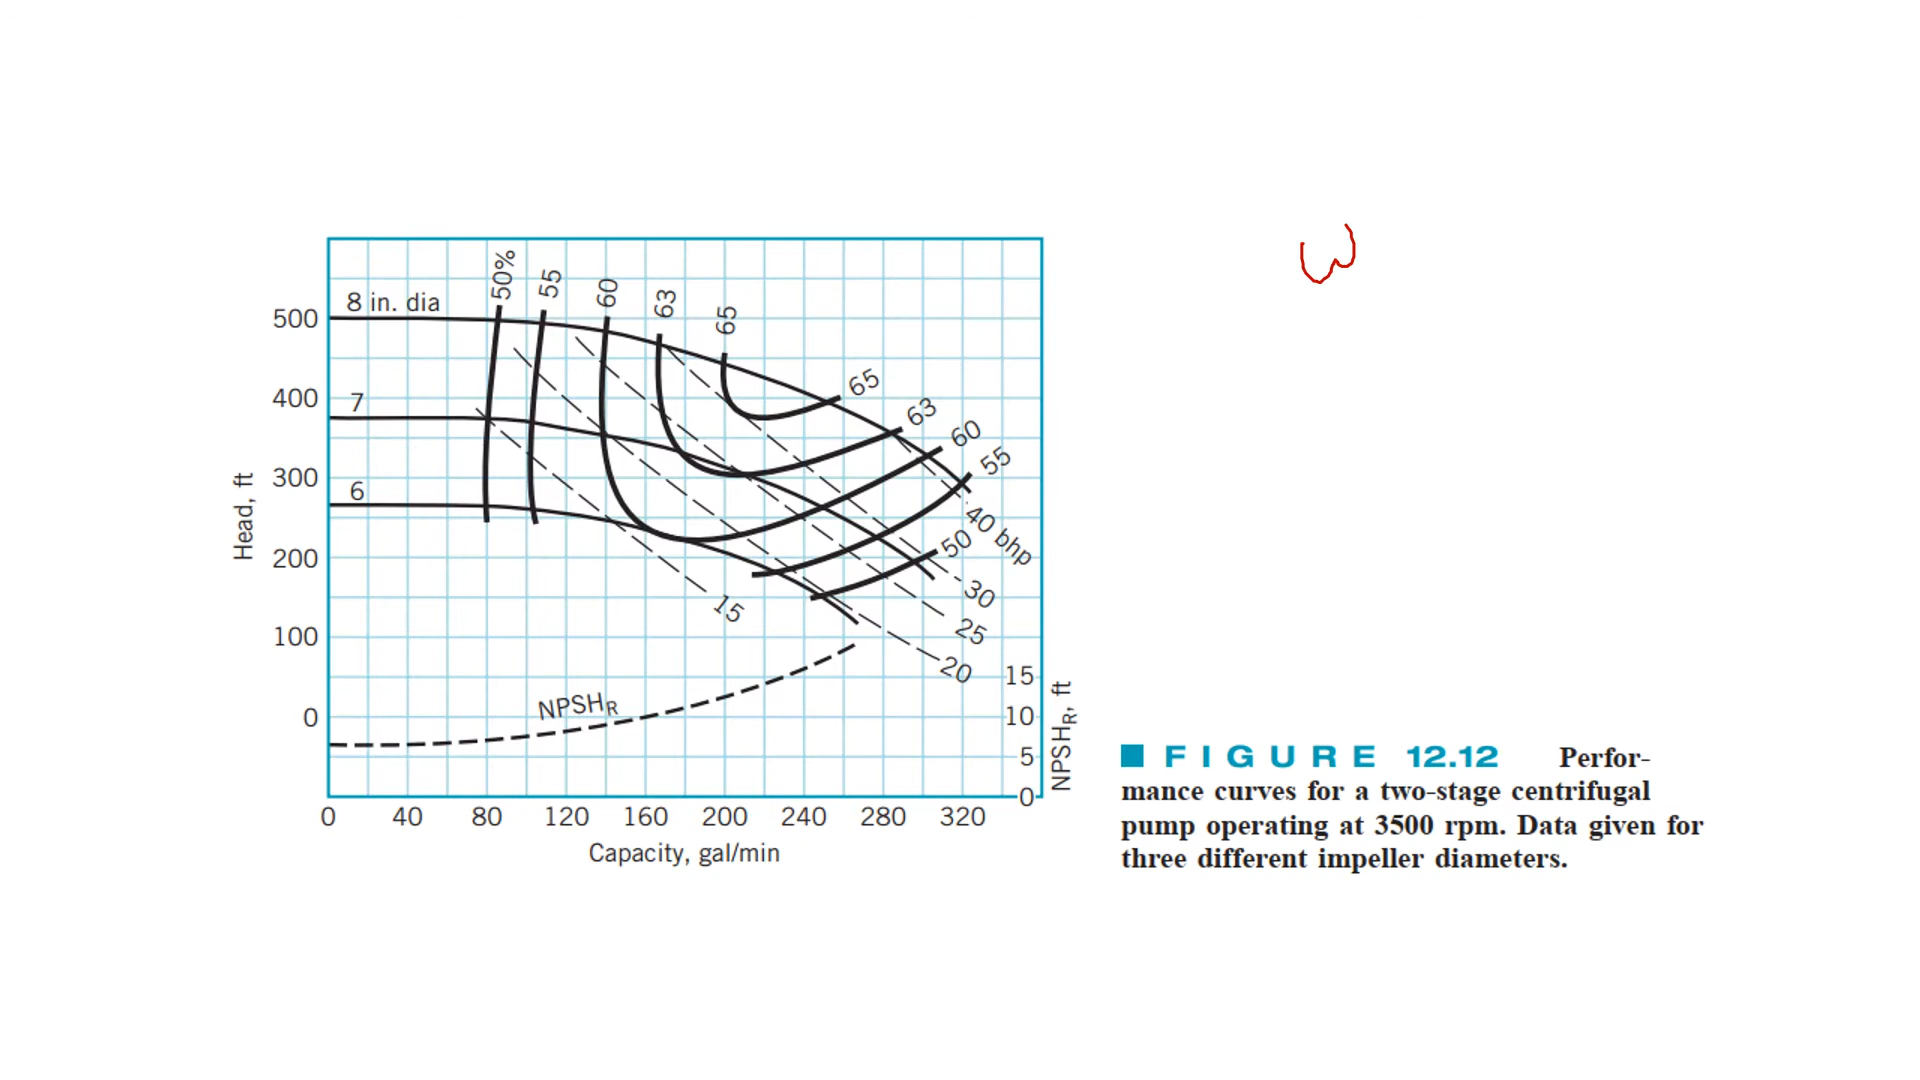 8 in. dia
50%
55
60
63
65
65
63
60
55
50
40 bhp
30
25
20
15
7
6
500
400
300
200
100
0
Head, ft
NPSHR
15
10
5
0
NPSHR, ft
0 40 80 120 160 200 240 280 320
Capacity, gal/min
FIGURE 12.12 Perfor-
mance curves for a two-stage centrifugal
pump operating at 3500 rpm. Data given for
three different impeller diameters.